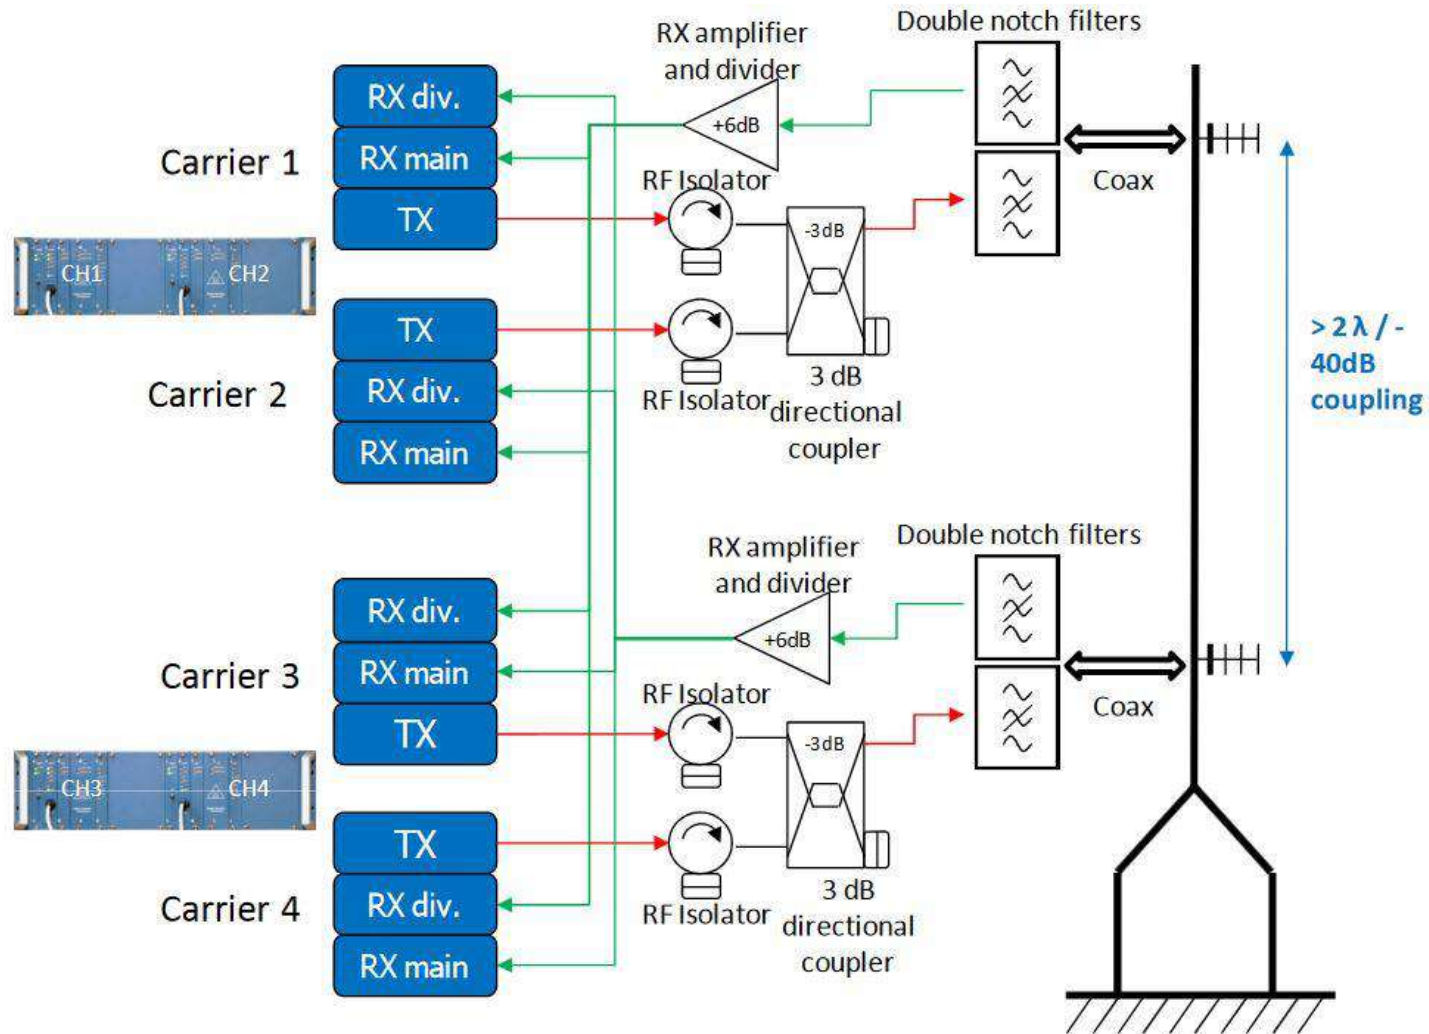 Double notch filters
RX amplifier
and divider
+6dB
RX div.
RX main
TX
Carrier 1
RF Isolator
-3dB
Coax
CH1
CH2
TX
RX div.
RX main
Carrier 2
RF Isolator
3 dB
directional
coupler
> 2 λ / -
40dB
coupling
Double notch filters
RX amplifier
and divider
+6dB
RX div.
RX main
TX
Carrier 3
RF Isolator
-3dB
Coax
CH3
CH4
TX
RX div.
RX main
Carrier 4
RF Isolator
3 dB
directional
coupler